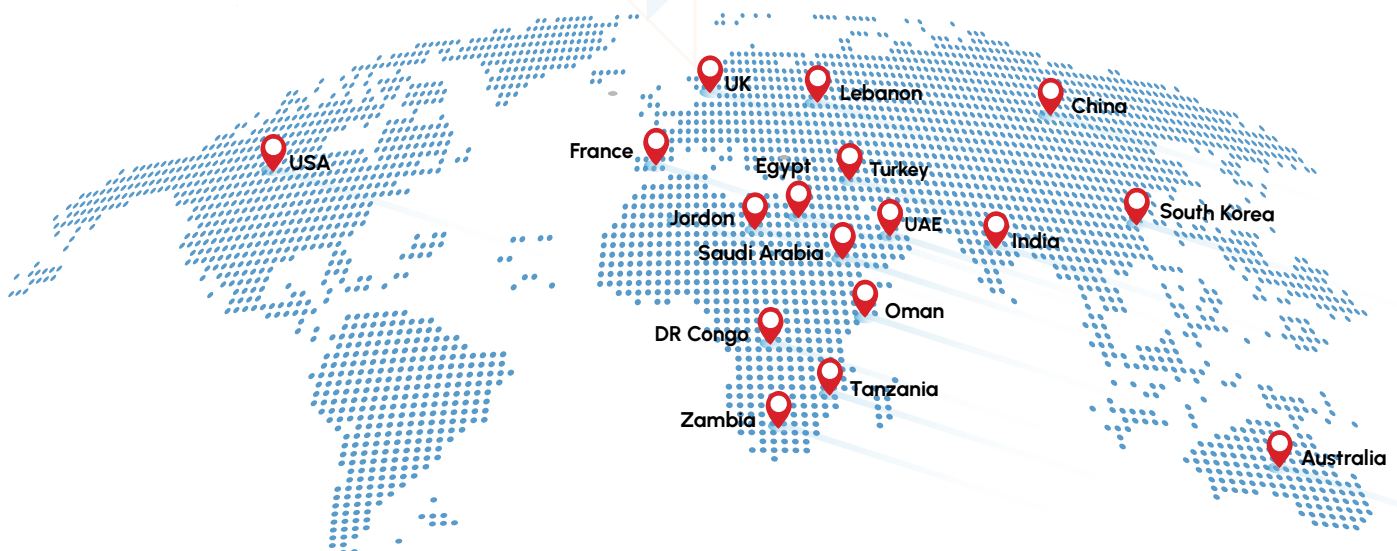 UK
Lebanon
China
France
USA
Egypt
Turkey
Jordon
UAE
South Korea
Saudi Arabia
India
Oman
DR Congo
Tanzania
Zambia
Australia